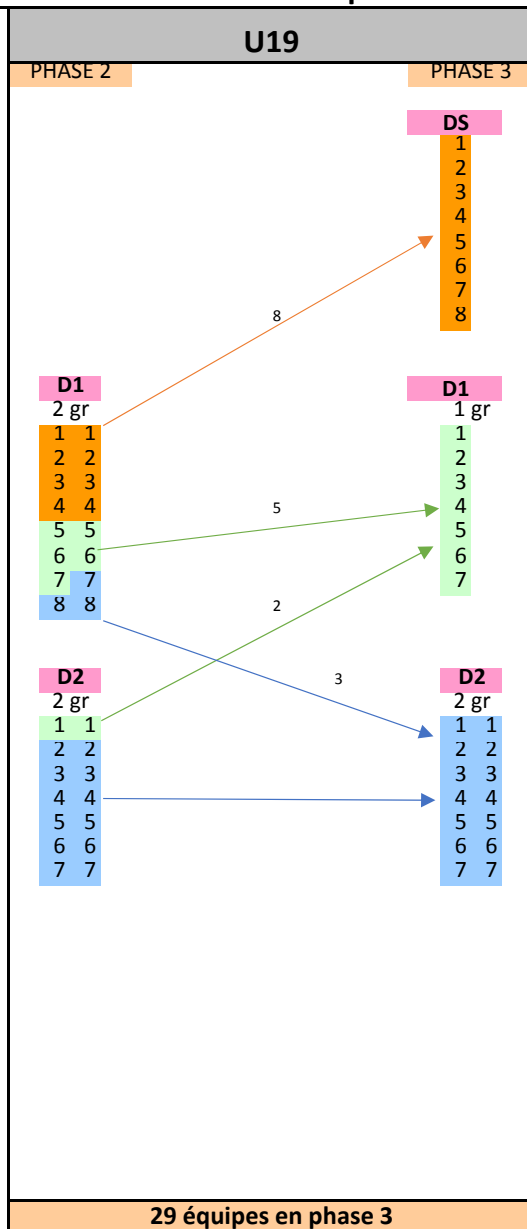 U19
PHASE 2 PHASE 3
DS
1
2
3
4
5
6
7
8
8
D1 D1
2 gr 1 gr
1 1 1
2 2 2
3 3 3
4 4 4
5 5 5 5
6 6 6
7 7 7
8 8
2
3
D2 D2
2 gr 2 gr
1 1 1 1
2 2 2 2
3 3 3 3
4 4 4 4
5 5 5 5
6 6 6 6
7 7 7 7
29 équipes en phase 3